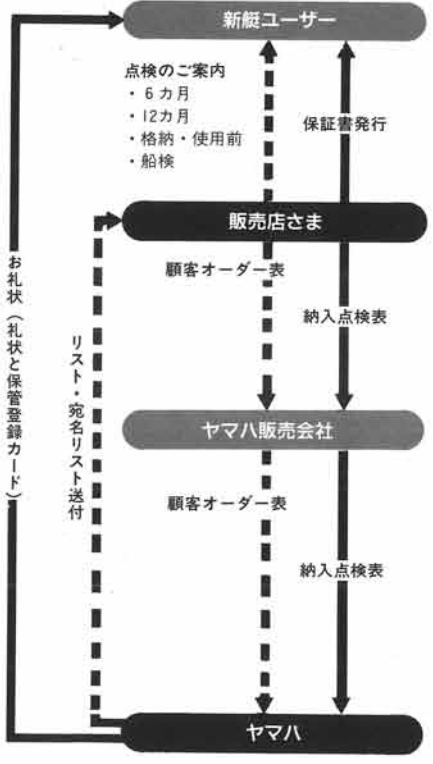 新艇ユーザー
点検のご案内
・6カ月
・12カ月
・格納・使用前
・船検
保証書発行
販売店さま
顧客オーダー表
納入点検表
お礼状（礼状と保管登録カード）
リスト・宛名リスト送付
ヤマハ販売会社
顧客オーダー表
納入点検表
ヤマハ